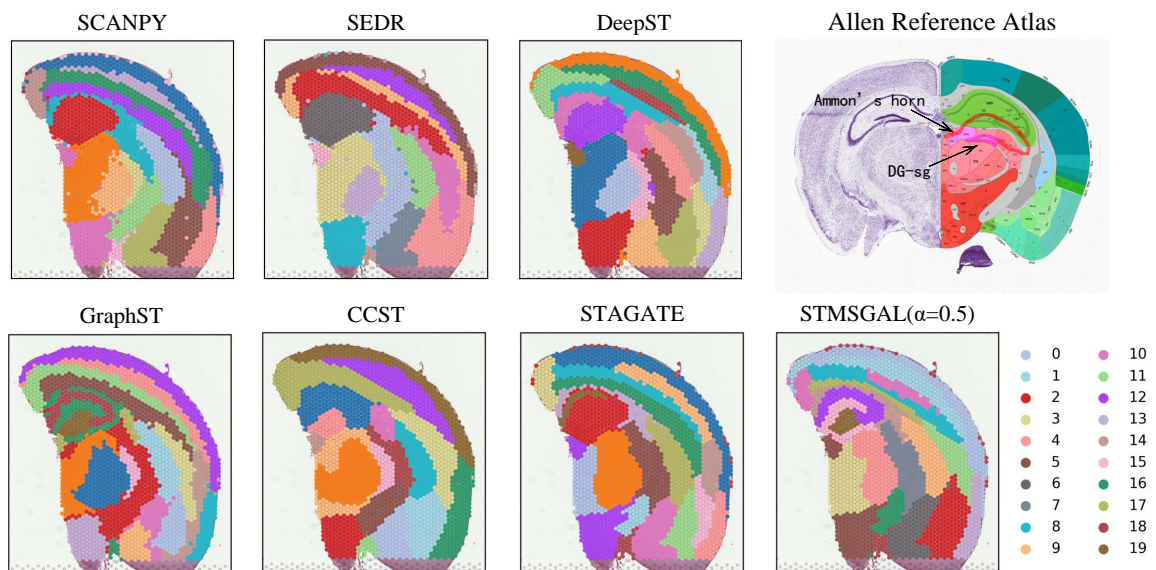 SCANPY
SEDR
DeepST
Allen Reference Atlas
Ammon's horn
DG-sg
GraphST
CCST
STAGATE
STMSGAL(α=0.5)
0 10
1 11
2 12
3 13
4 14
5 15
6 16
7 17
8 18
9 19